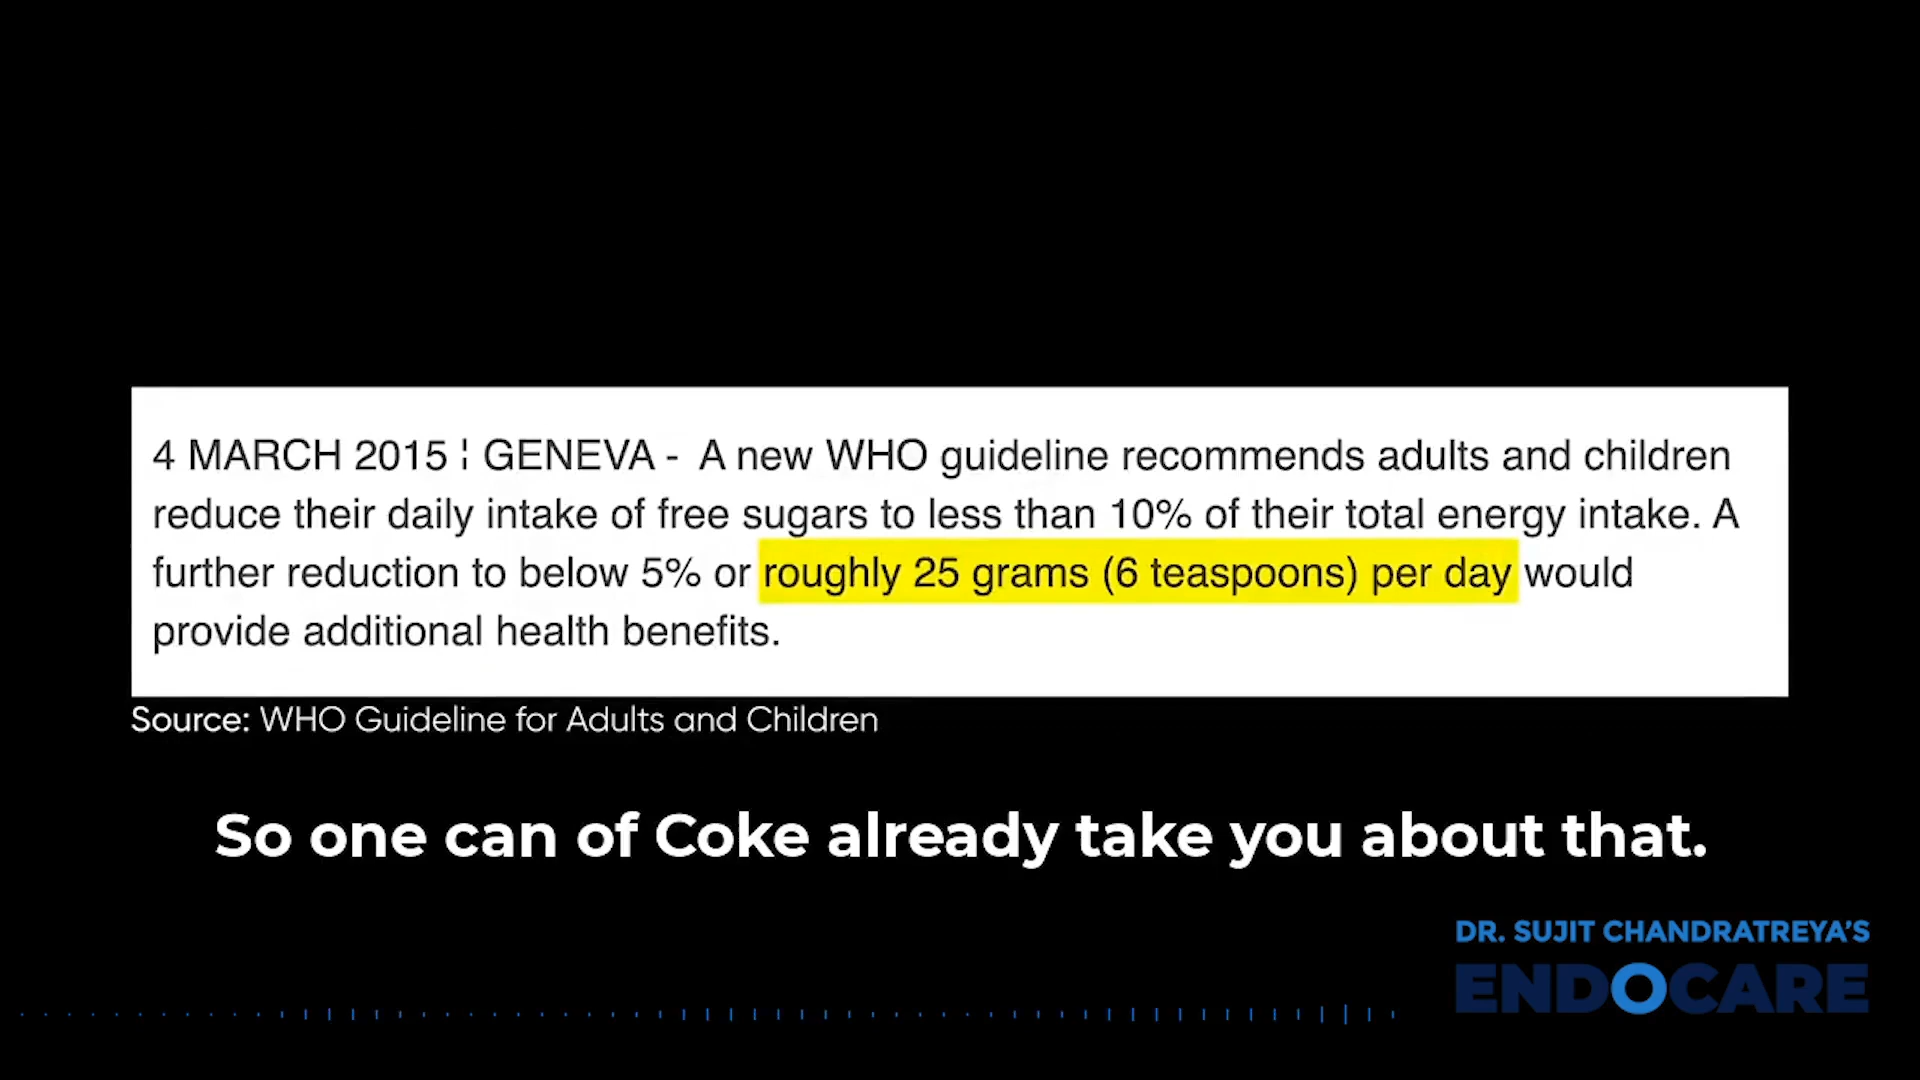 4 MARCH 2015 ¦ GENEVA - A new WHO guideline recommends adults and children
reduce their daily intake of free sugars to less than 10% of their total energy intake. A
further reduction to below 5% or roughly 25 grams (6 teaspoons) per day would
provide additional health benefits.
Source: WHO Guideline for Adults and Children
So one can of Coke already take you about that.
DR. SUJIT CHANDRATREYA'S
ENDOCARE